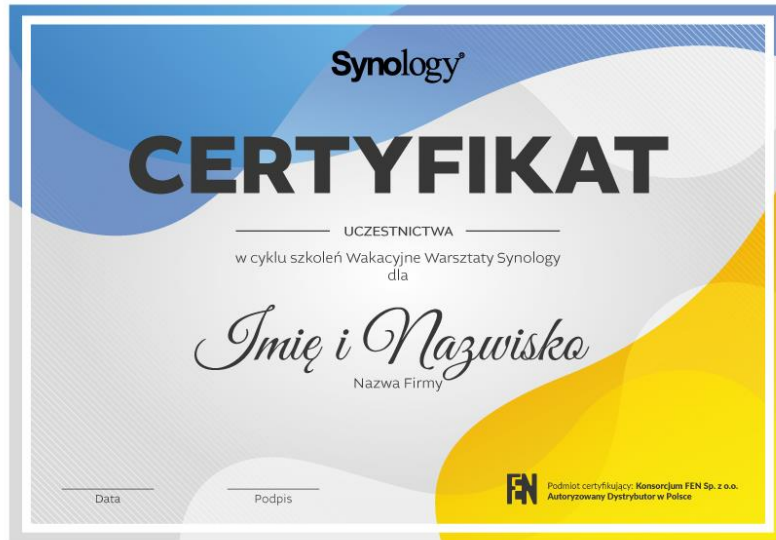 Synology®
CERTYFIKAT
UCZESTNICTWA
w cyklu szkoleń Wakacyjne Warsztaty Synology
dla
Imię i Nazwisko
Nazwa Firmy
Data
Podpis
FEN
Podmiot certyfikujący: Konsorcjum FEN Sp. z o.o.
Autoryzowany Dystrybutor w Polsce